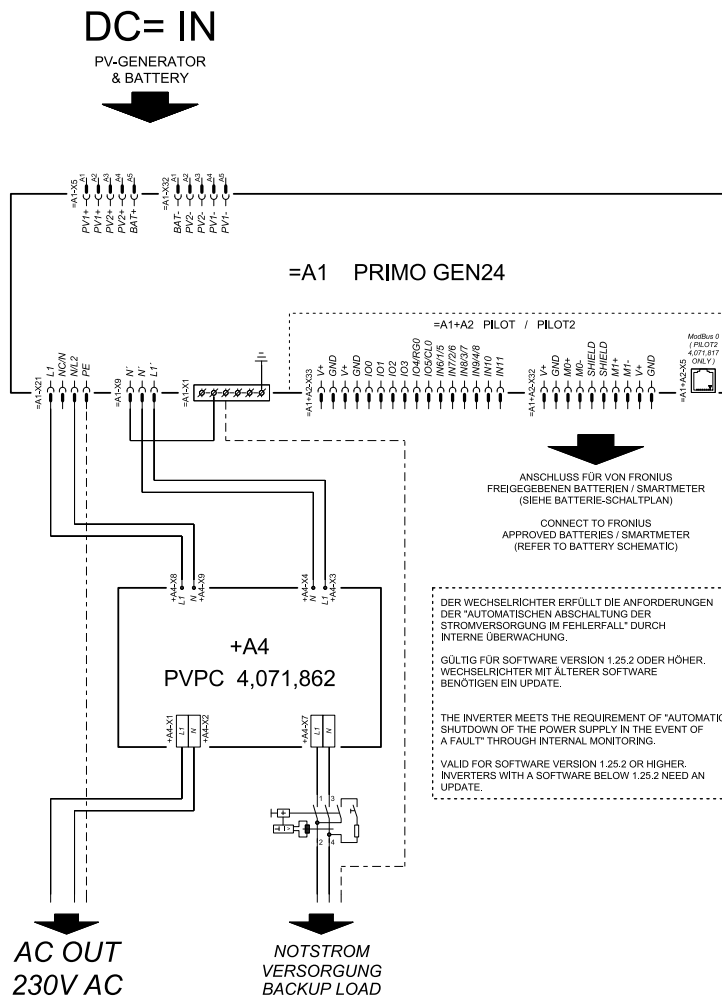 DC= IN
PV-GENERATOR
& BATTERY
=A1-X5
A1
A2
A3
A4
A5
PV1+
PV1+
PV2+
PV2+
BAT+
=A1-X32
A1
A2
A3
A4
A5
BAT-
PV2-
PV2-
PV1-
PV1-
=A1 PRIMO GEN24
=A1+A2 PILOT / PILOT2
ModBus 0
( PILOT2
4,071,817
ONLY )
=A1-X21
L1
NC/N
N/L2
PE
=A1-X9
N'
N'
L1'
=A1-X1
=A1+A2-X33
V+
GND
V+
GND
IO0
IO1
IO2
IO3
IO4/RG0
IO5/CL0
IN6/1/5
IN7/2/6
IN8/3/7
IN9/4/8
IN10
IN11
=A1+A2-X32
V+
GND
M0+
M0-
SHIELD
SHIELD
M1+
M1-
V+
GND
=A1+A2-X5
ANSCHLUSS FÜR VON FRONIUS
FREIGEGEBENEN BATTERIEN / SMARTMETER
(SIEHE BATTERIE-SCHALTPLAN)
CONNECT TO FRONIUS
APPROVED BATTERIES / SMARTMETER
(REFER TO BATTERY SCHEMATIC)
+A4-X8
L1
N
+A4-X9
+A4-X4
N
L1
+A4-X3
+A4
PVPC 4,071,862
+A4-X1
L1
N
+A4-X2
+A4-X7
L1
N
DER WECHSELRICHTER ERFÜLLT DIE ANFORDERUNGEN
DER "AUTOMATISCHEN ABSCHALTUNG DER
STROMVERSORGUNG IM FEHLERFALL" DURCH
INTERNE ÜBERWACHUNG.
GÜLTIG FÜR SOFTWARE VERSION 1.25.2 ODER HÖHER.
WECHSELRICHTER MIT ÄLTERER SOFTWARE
BENÖTIGEN EIN UPDATE.
THE INVERTER MEETS THE REQUIREMENT OF "AUTOMATIC
SHUTDOWN OF THE POWER SUPPLY IN THE EVENT OF
A FAULT" THROUGH INTERNAL MONITORING.
VALID FOR SOFTWARE VERSION 1.25.2 OR HIGHER.
INVERTERS WITH A SOFTWARE BELOW 1.25.2 NEED AN
UPDATE.
1 3
2 4
AC OUT
230V AC
NOTSTROM
VERSORGUNG
BACKUP LOAD